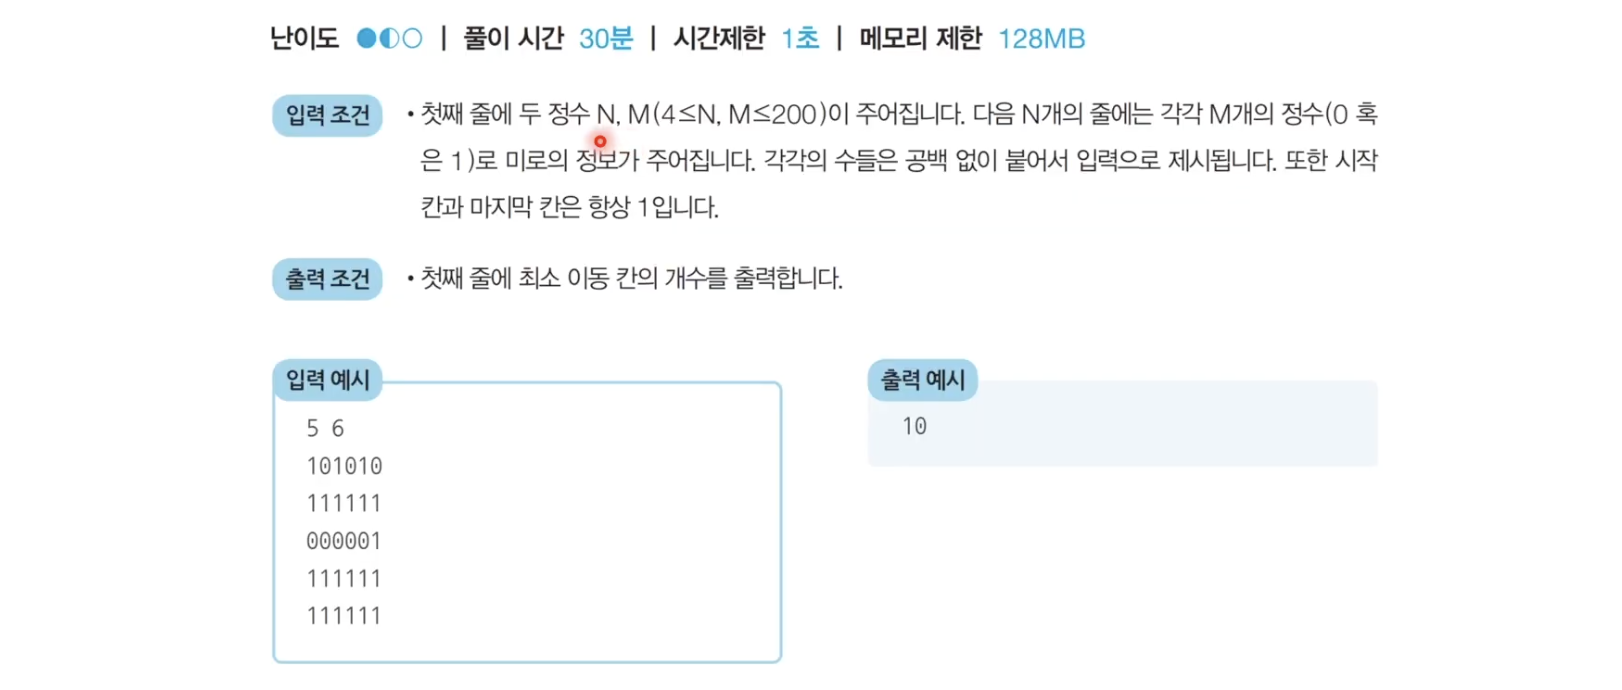 난이도 ●◐○ | 풀이 시간 30분 | 시간제한 1초 | 메모리 제한 128MB
입력 조건 • 첫째 줄에 두 정수 N, M(4≤N, M≤200)이 주어집니다. 다음 N개의 줄에는 각각 M개의 정수(0 혹
은 1)로 미로의 정보가 주어집니다. 각각의 수들은 공백 없이 붙어서 입력으로 제시됩니다. 또한 시작
칸과 마지막 칸은 항상 1입니다.
출력 조건 • 첫째 줄에 최소 이동 칸의 개수를 출력합니다.
입력 예시
5 6
101010
111111
000001
111111
111111
출력 예시
10